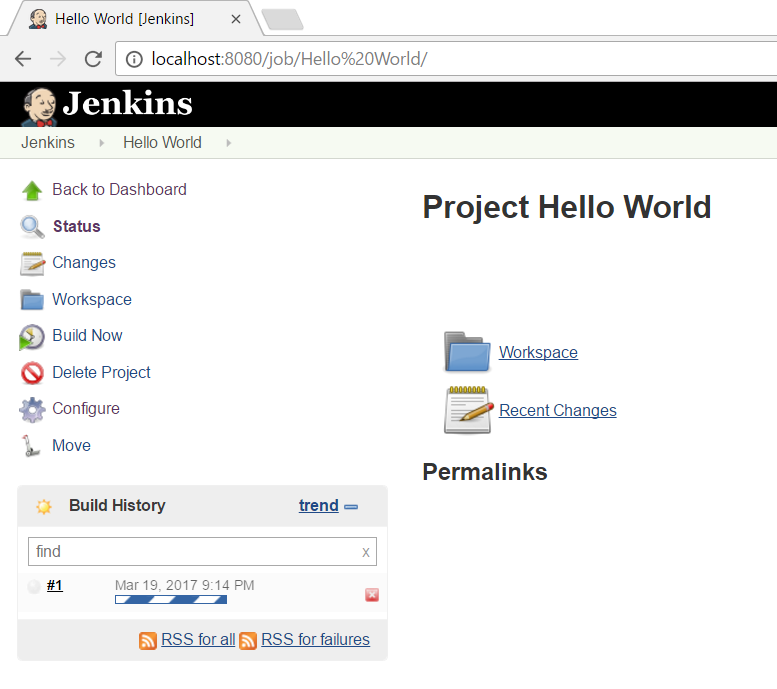 Hello World [Jenkins]
localhost:8080/job/Hello%20World/
Jenkins
Jenkins Hello World
Back to Dashboard
Status
Changes
Workspace
Build Now
Delete Project
Configure
Move
Build History trend
find x
#1 Mar 19, 2017 9:14 PM
RSS for all RSS for failures
Project Hello World
Workspace
Recent Changes
Permalinks